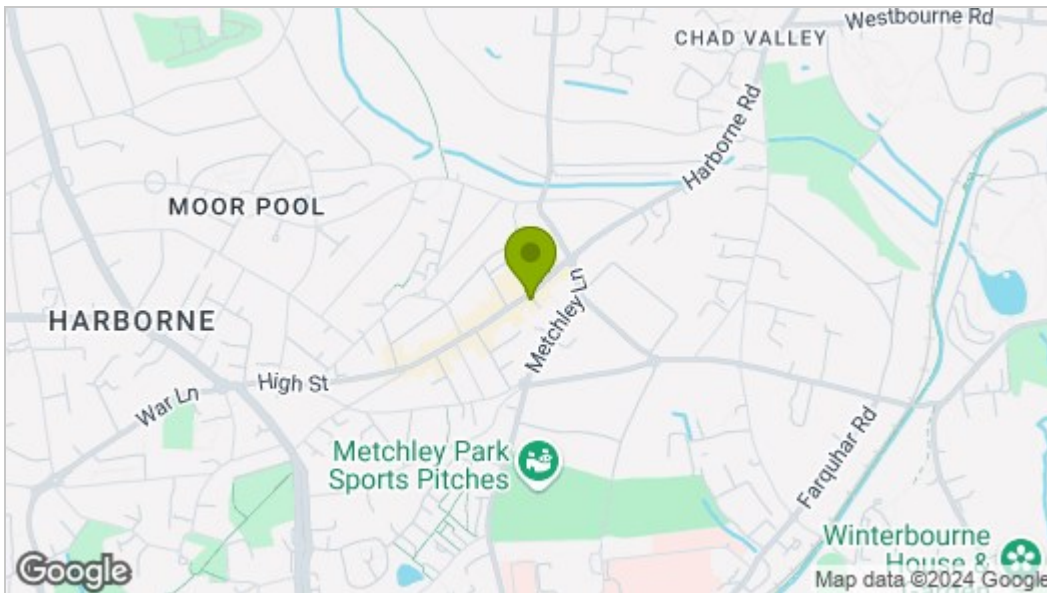 Westbourne Rd
CHAD VALLEY
Harborne Rd
MOOR POOL
Metchley Ln
HARBORNE
High St
War Ln
Metchley Park
Sports Pitches
Farquhar Rd
Winterbourne
House &
Garden
Google
Map data ©2024 Google